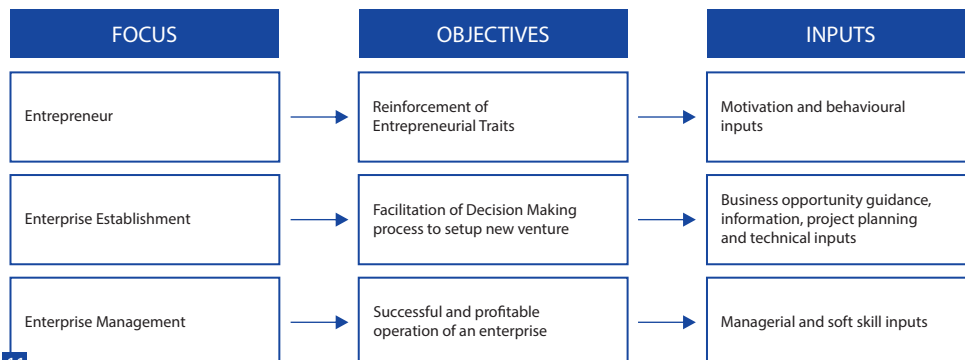 FOCUS
OBJECTIVES
INPUTS
Entrepreneur
Reinforcement of
Entrepreneurial Traits
Motivation and behavioural
inputs
Enterprise Establishment
Facilitation of Decision Making
process to setup new venture
Business opportunity guidance,
information, project planning
and technical inputs
Enterprise Management
Successful and profitable
operation of an enterprise
Managerial and soft skill inputs